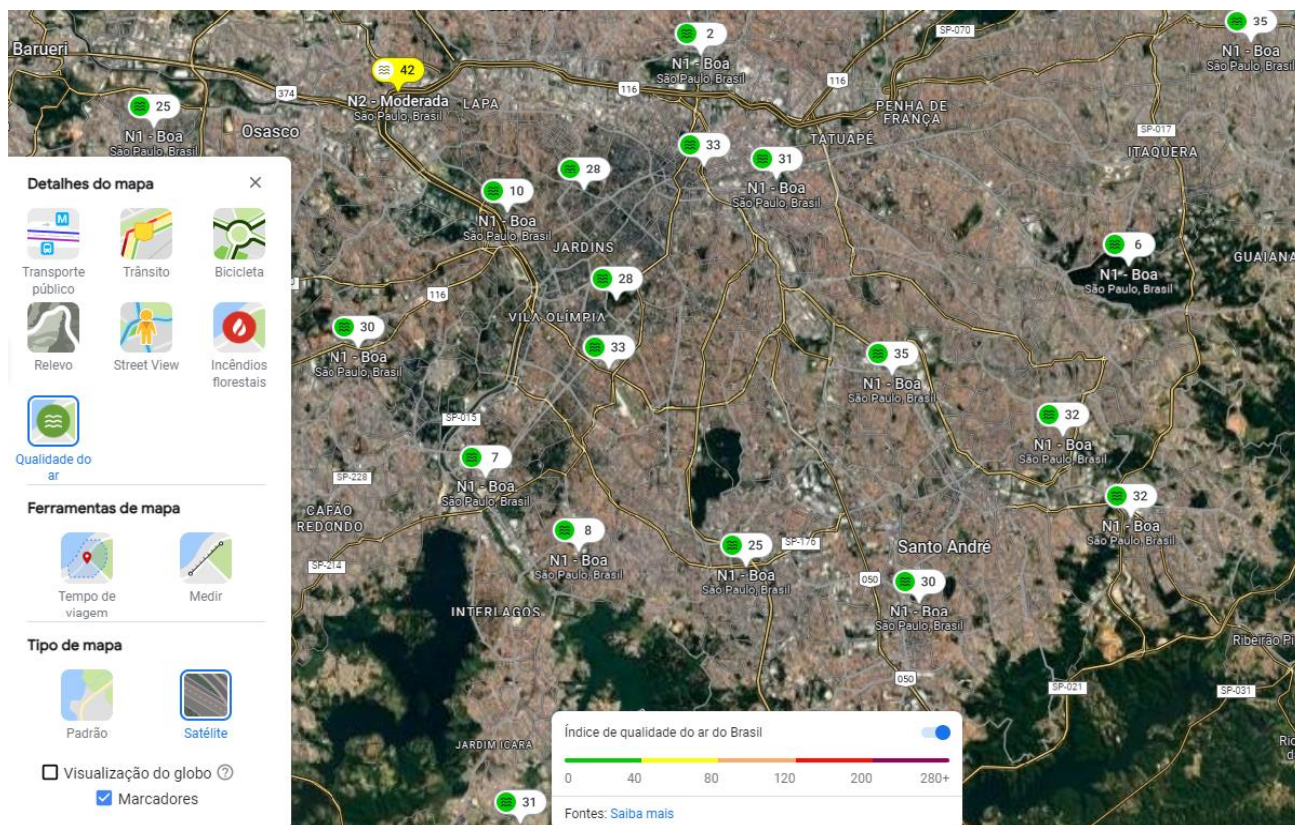 Barueri
25
N1 - Boa
São Paulo, Brasil
374
Osasco
42
N2 - Moderada
São Paulo, Brasil
LAPA
2
N1 - Boa
São Paulo, Brasil
116
SP-070
116
PENHA DE
FRANÇA
TATUAPÉ
35
N1 - Boa
São Paulo, Brasil
SP-017
ITAQUERA
33
31
N1 - Boa
São Paulo, Brasil
28
10
N1 - Boa
São Paulo, Brasil
JARDINS
6
N1 - Boa
São Paulo, Brasil
GUAIANA
28
116
VILA OLÍMPIA
30
N1 - Boa
São Paulo, Brasil
33
35
N1 - Boa
São Paulo, Brasil
SP-015
32
N1 - Boa
São Paulo, Brasil
7
N1 - Boa
São Paulo, Brasil
SP-228
CAPÃO
REDONDO
32
N1 - Boa
São Paulo, Brasil
8
N1 - Boa
São Paulo, Brasil
25
N1 - Boa
São Paulo, Brasil
SP-176
Santo André
SP-214
050
30
N1 - Boa
São Paulo, Brasil
INTERLAGOS
Ribeirão Pi
050
SP-021
SP-031
JARDIM ICARAI
31
Detalhes do mapa
Transporte
público
Trânsito
Bicicleta
Relevo
Street View
Incêndios
florestais
Qualidade do
ar
Ferramentas de mapa
Tempo de
viagem
Medir
Tipo de mapa
Padrão
Satélite
Visualização do globo
Marcadores
Índice de qualidade do ar do Brasil
0 40 80 120 200 280+
Fontes: Saiba mais